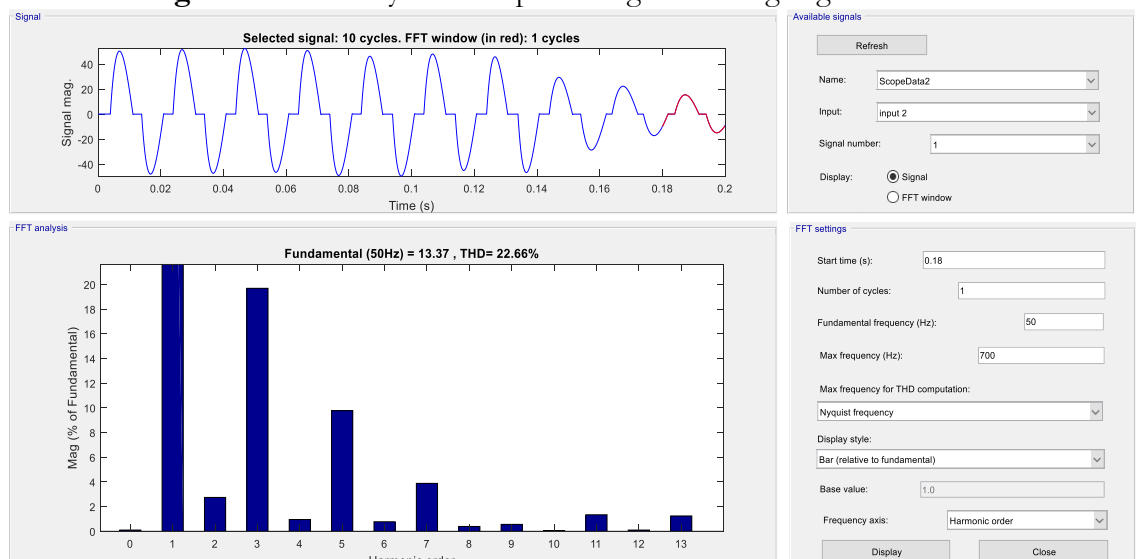 Signal
Selected signal: 10 cycles. FFT window (in red): 1 cycles
40
20
0
-20
-40
Signal mag.
0 0.02 0.04 0.06 0.08 0.1 0.12 0.14 0.16 0.18 0.2
Time (s)
Available signals
Refresh
Name: ScopeData2
Input: input 2
Signal number: 1
Display: Signal
FFT window
FFT analysis
Fundamental (50Hz) = 13.37 , THD= 22.66%
20
18
16
14
12
10
8
6
4
2
0
Mag (% of Fundamental)
0 1 2 3 4 5 6 7 8 9 10 11 12 13
FFT settings
Start time (s): 0.18
Number of cycles: 1
Fundamental frequency (Hz): 50
Max frequency (Hz): 700
Max frequency for THD computation:
Nyquist frequency
Display style:
Bar (relative to fundamental)
Base value: 1.0
Frequency axis: Harmonic order
Display Close